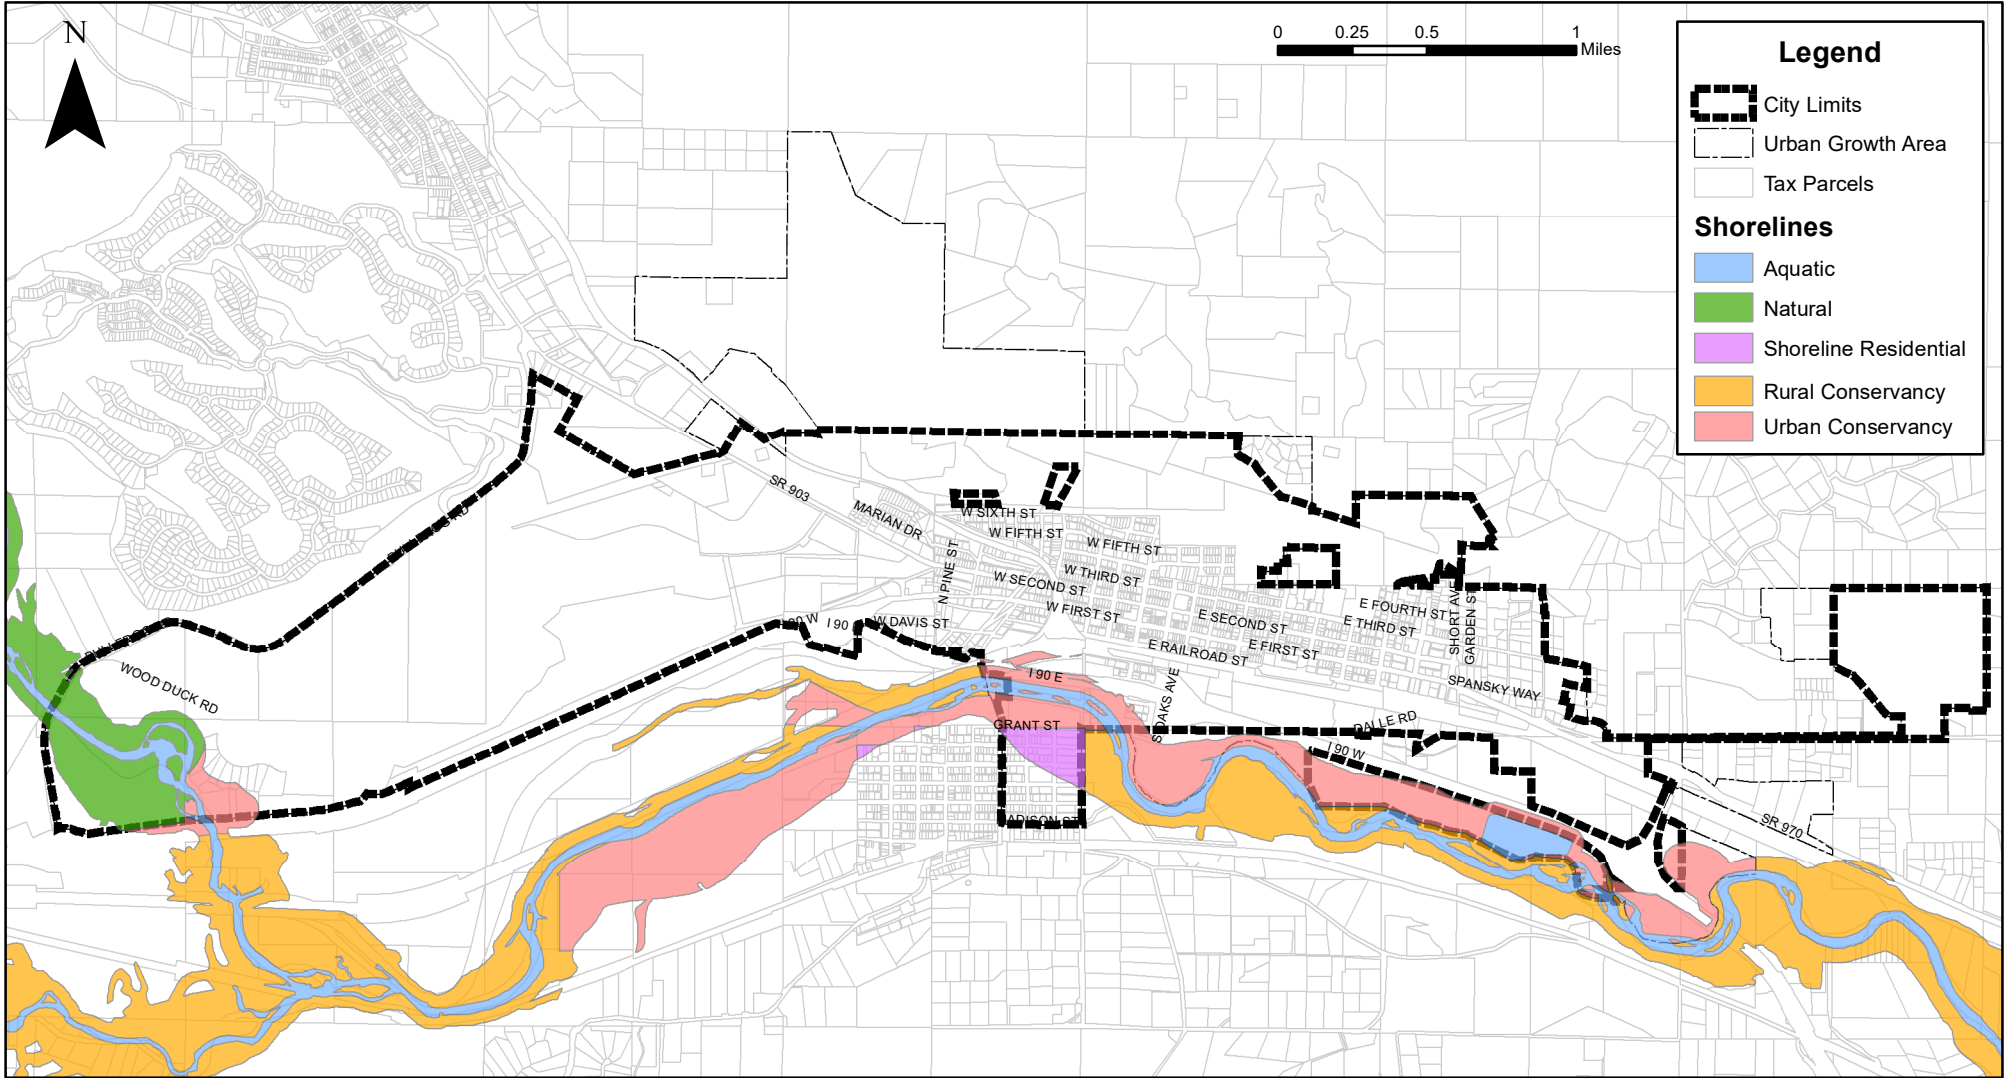 N
0 0.25 0.5 1
Miles
Legend
City Limits
Urban Growth Area
Tax Parcels
Shorelines
Aquatic
Natural
Shoreline Residential
Rural Conservancy
Urban Conservancy
SR 903
MARIAN DR
W SIXTH ST
W FIFTH ST
W FIFTH ST
N PINE ST
W THIRD ST
W SECOND ST
W FIRST ST
E SECOND ST
E FIRST ST
E RAILROAD ST
E FOURTH ST
E THIRD ST
SHORT AVE
GARDEN ST
SPANSKY WAY
I 90
W DAVIS ST
WOOD DUCK RD
I 90 E
GRANT ST
S OAKS AVE
DALLE RD
I 90 W
SR 970